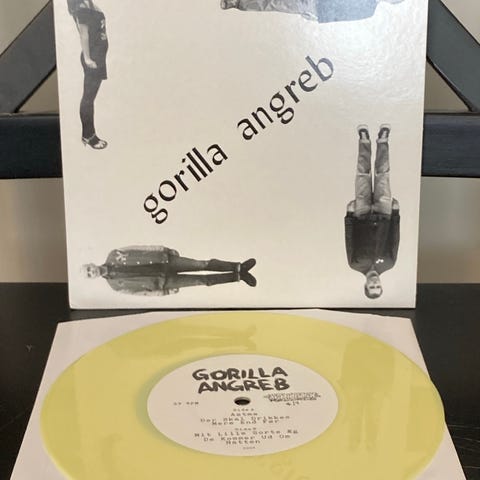 gorilla angreb
GORILLA
ANGREB
Side A
Astma
Der Skal Drikkes
Mere End Før
Side B
Mit Lille Sorte Kg
De Kommer Ud Om
Natten